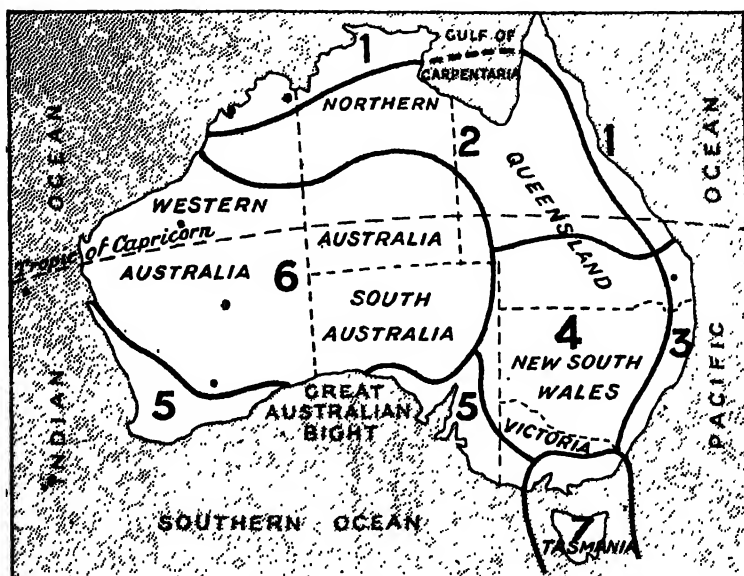 GULF OF
CARPENTARIA
1
NORTHERN
2
1
OCEAN
OCEAN
QUEENSLAND
WESTERN
Tropic of Capricorn
AUSTRALIA
AUSTRALIA
6
SOUTH
AUSTRALIA
4
NEW SOUTH
WALES
3
PACIFIC
INDIAN
5
GREAT
AUSTRALIAN
BIGHT
5
VICTORIA
SOUTHERN OCEAN
7
TASMANIA